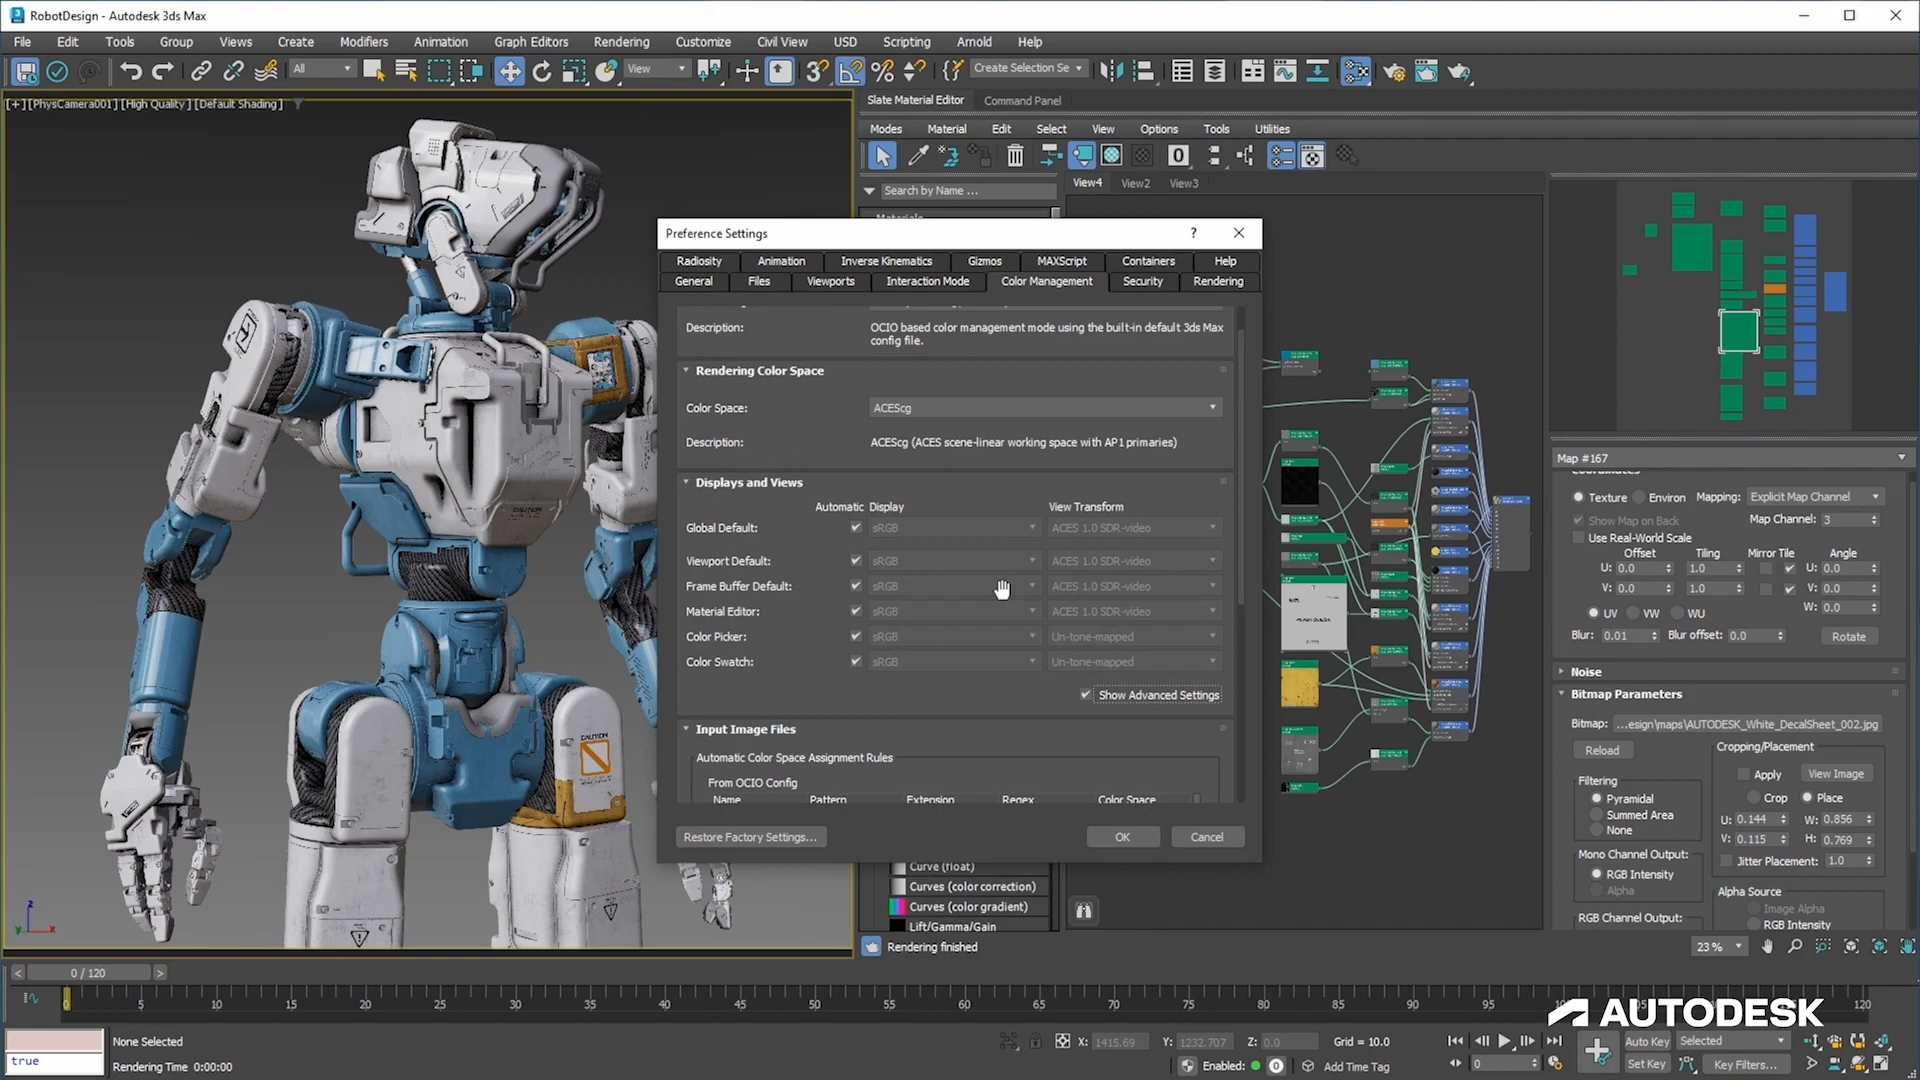 RobotDesign - Autodesk 3ds Max
File Edit Tools Group Views Create Modifiers Animation Graph Editors Rendering Customize Civil View USD Scripting Arnold Help
All View Create Selection Se
[+] [PhysCamera001] [High Quality] [Default Shading]
Slate Material Editor Command Panel
Modes Material Edit Select View Options Tools Utilities
Search by Name ...
View4 View2 View3
Materials
Preference Settings
Radiosity Animation Inverse Kinematics Gizmos MAXScript Containers Help
General Files Viewports Interaction Mode Color Management Security Rendering
Description: OCIO based color management mode using the built-in default 3ds Max
config file.
Rendering Color Space
Color Space: ACEScg
Description: ACEScg (ACES scene-linear working space with AP1 primaries)
Displays and Views
Automatic Display View Transform
Global Default: sRGB ACES 1.0 SDR-video
Viewport Default: sRGB ACES 1.0 SDR-video
Frame Buffer Default: sRGB ACES 1.0 SDR-video
Material Editor: sRGB ACES 1.0 SDR-video
Color Picker: sRGB Un-tone-mapped
Color Swatch: sRGB Un-tone-mapped
Show Advanced Settings
Input Image Files
Automatic Color Space Assignment Rules
From OCIO Config
Name Pattern Extension Regex Color Space
Restore Factory Settings... OK Cancel
Curve (float)
Curves (color correction)
Curves (color gradient)
Lift/Gamma/Gain
Rendering finished
CAUTION
Map #167
Coordinates
Texture Environ Mapping: Explicit Map Channel
Show Map on Back Map Channel: 3
Use Real-World Scale
Offset Tiling Mirror Tile Angle
U: 0.0 1.0 U: 0.0
V: 0.0 1.0 V: 0.0
W: 0.0
UV VW WU
Blur: 0.01 Blur offset: 0.0 Rotate
Noise
Bitmap Parameters
Bitmap: ...esign\maps\AUTODESK_White_DecalSheet_002.jpg
Reload
Cropping/Placement
Apply View Image
Crop Place
U: 0.144 W: 0.856
V: 0.115 H: 0.769
Jitter Placement: 1.0
Filtering
Pyramidal
Summed Area
None
Mono Channel Output:
RGB Intensity
Alpha
RGB Channel Output:
Alpha Source
Image Alpha
RGB Intensity
23 %
z
y x
< 0 / 120 >
0 5 10 15 20 25 30 35 40 45 50 55 60 65 70 75 80 85 90 95 120
AUTODESK
None Selected
true
Rendering Time 0:00:00
X: 1415.69 Y: 1232.707 Z: 0.0 Grid = 10.0
Enabled: 0 Add Time Tag
0
Auto Key Selected
Set Key Key Filters...